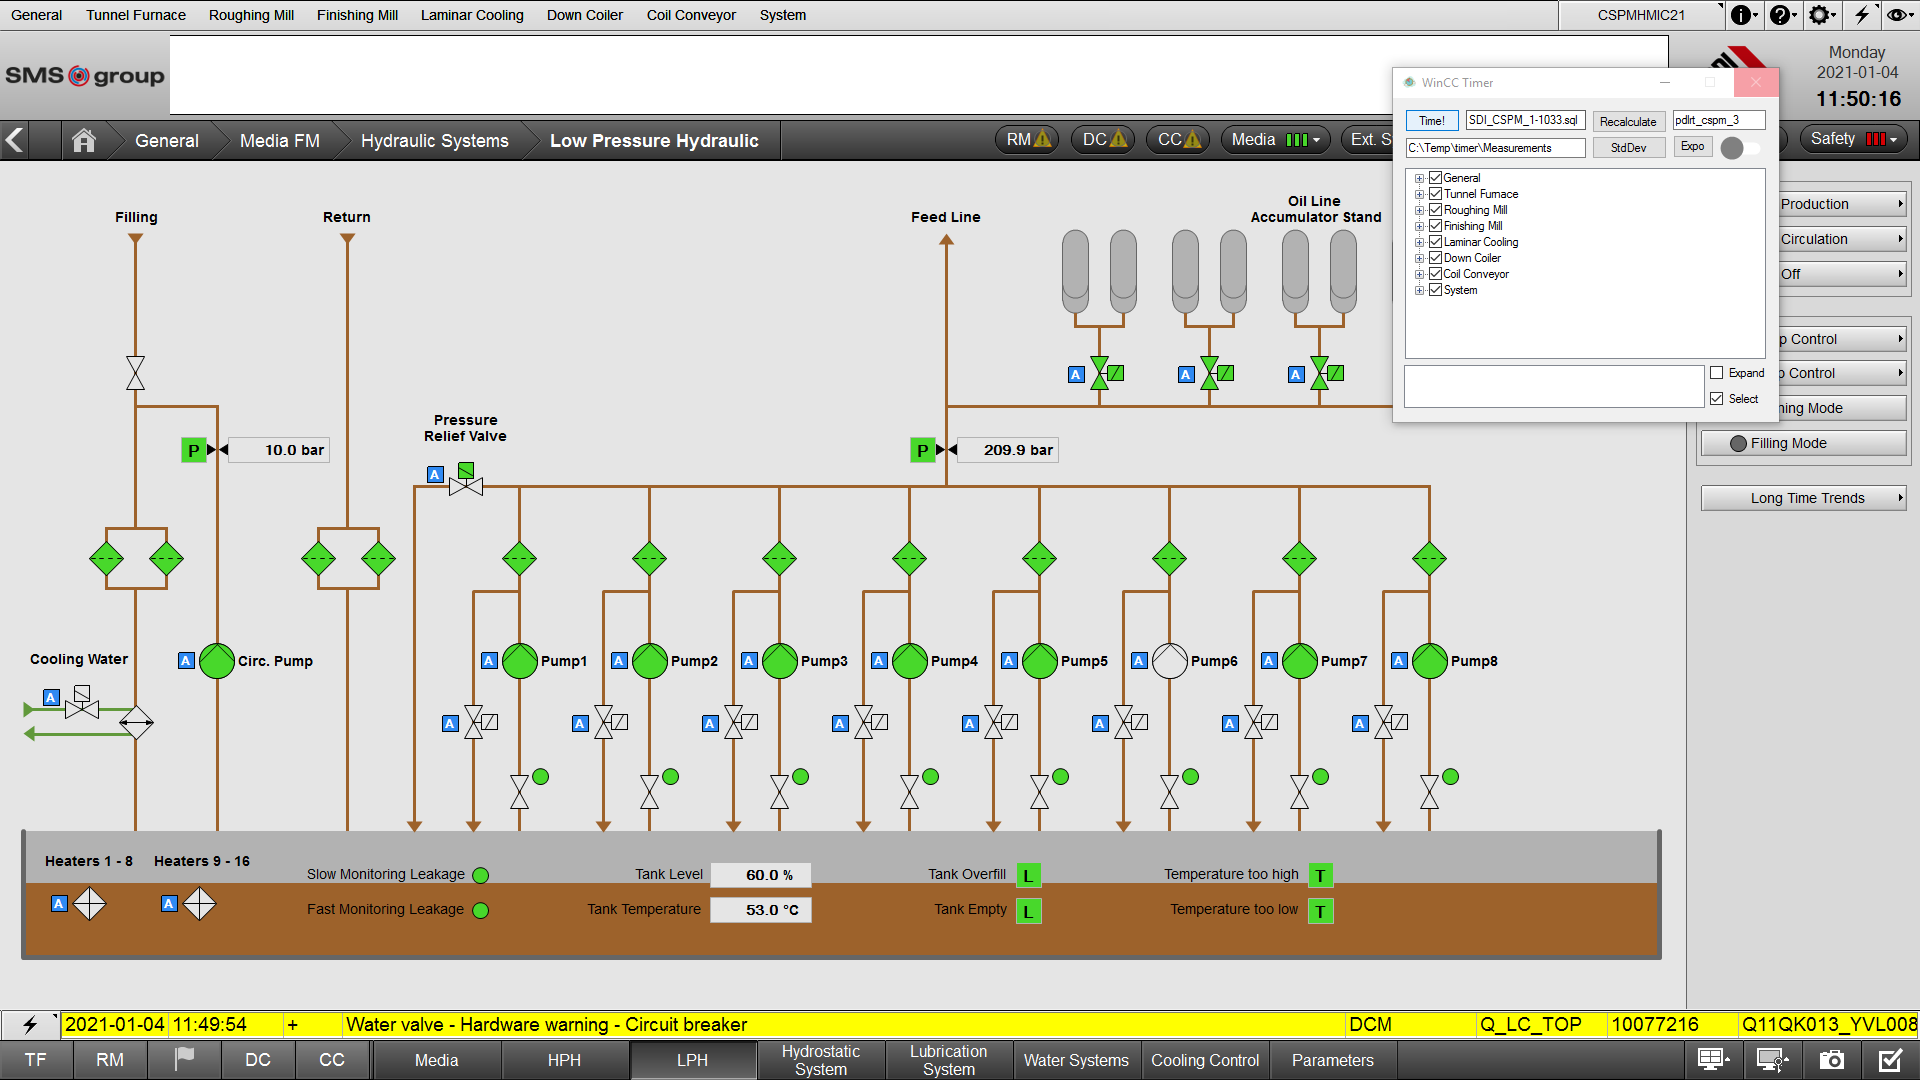 General Tunnel Furnace Roughing Mill Finishing Mill Laminar Cooling Down Coiler Coil Conveyor System CSPMHMIC21
SMS group
Monday
2021-01-04
11:50:16
General Media FM Hydraulic Systems Low Pressure Hydraulic RM DC CC Media Ext. S Safety
WinCC Timer
Time! SDI_CSPM_1-1033.sql Recalculate pdlrt_cspm_3
C:\Temp\timer\Measurements StdDev Expo
General
Tunnel Furnace
Roughing Mill
Finishing Mill
Laminar Cooling
Down Coiler
Coil Conveyor
System
Expand
Select
Production
Circulation
Off
p Control
o Control
ning Mode
Filling Mode
Long Time Trends
Filling Return Feed Line
Oil Line
Accumulator Stand
A A A
Pressure
Relief Valve
P 10.0 bar
P 209.9 bar
A
Cooling Water
A Circ. Pump A Pump1 A Pump2 A Pump3 A Pump4 A Pump5 A Pump6 A Pump7 A Pump8
A
A A A A A A A A
Heaters 1 - 8 Heaters 9 - 16
A A
Slow Monitoring Leakage Tank Level 60.0 % Tank Overfill L Temperature too high T
Fast Monitoring Leakage Tank Temperature 53.0 °C Tank Empty L Temperature too low T
2021-01-04 11:49:54 + Water valve - Hardware warning - Circuit breaker DCM Q_LC_TOP 10077216 Q11QK013_YVL008
TF RM DC CC Media HPH LPH Hydrostatic System Lubrication System Water Systems Cooling Control Parameters